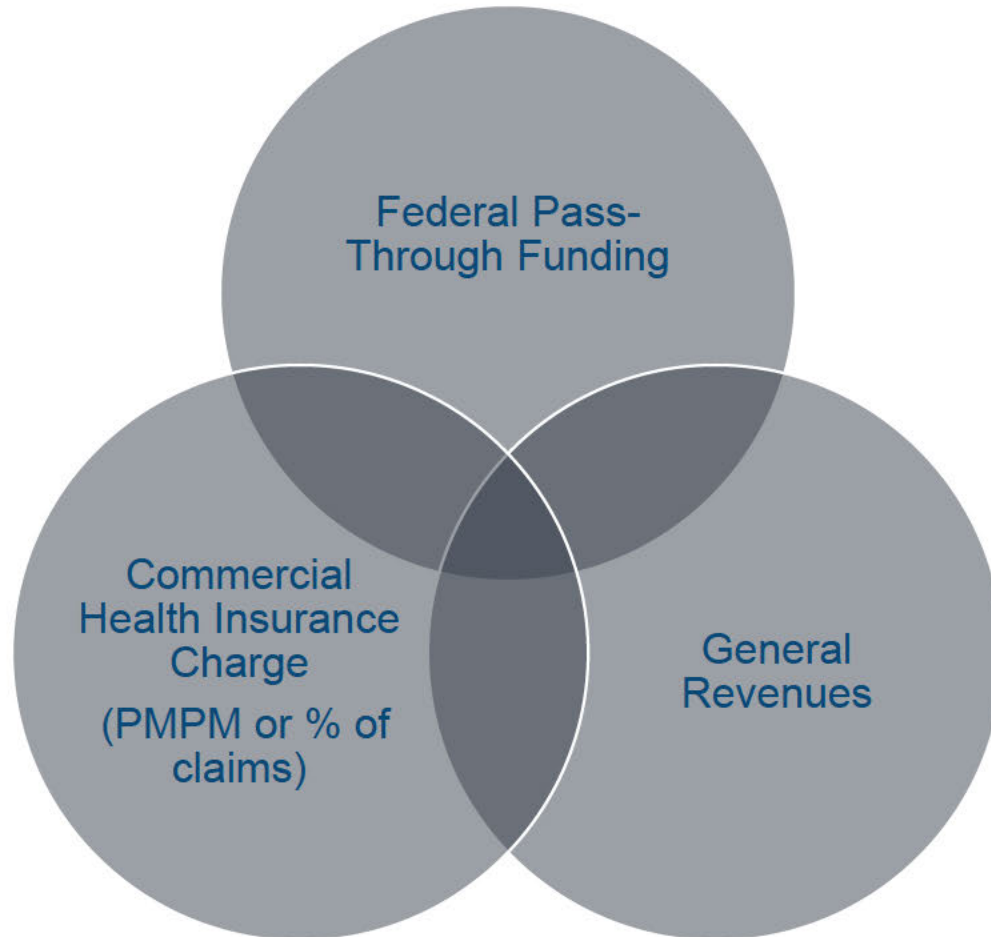 Federal Pass-
Through Funding
Commercial
Health Insurance
Charge
(PMPM or % of
claims)
General
Revenues